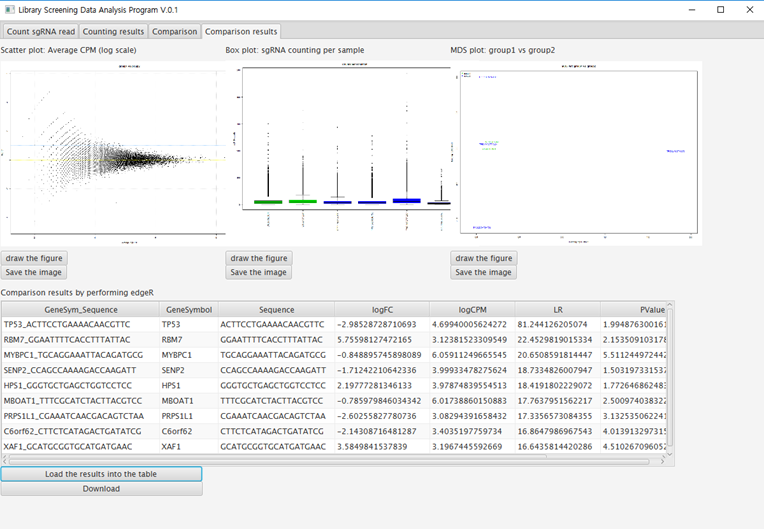 Library Screening Data Analysis Program V.0.1
Count sgRNA read Counting results Comparison Comparison results
Scatter plot: Average CPM (log scale) Box plot: sgRNA counting per sample MDS plot: group1 vs group2
draw the figure draw the figure draw the figure
Save the image Save the image Save the image
Comparison results by performing edgeR
GeneSym_Sequence GeneSymbol Sequence logFC logCPM LR PValue
TP53_ACTTCCTGAAAACAACGTTC TP53 ACTTCCTGAAAACAACGTTC −2.98528728710693 4.69940005624272 81.244126205074 1.994876300161
RBM7_GGAATTTTCACCTTTATTAC RBM7 GGAATTTTCACCTTTATTAC 5.75598127472165 3.12381523309549 22.4529819015334 2.153509103178
MYBPC1_TGCAGGAAATTACAGATGCG MYBPC1 TGCAGGAAATTACAGATGCG −0.848895745898089 6.05911249665545 20.6508591814447 5.511244972442
SENP2_CCAGCCAAAAGACCAAGATT SENP2 CCAGCCAAAAGACCAAGATT −1.71242210642336 3.99933478275624 18.7334826007947 1.503197331537
HPS1_GGGTGCTGAGCTGGTCCTCC HPS1 GGGTGCTGAGCTGGTCCTCC 2.19777281346133 3.97874839554513 18.4191802229072 1.772646862483
MBOAT1_TTTCGCATCTACTTACGTCC MBOAT1 TTTCGCATCTACTTACGTCC −0.785979846034342 6.01738860150883 17.7637951562217 2.500974038322
PRPS1L1_CGAAATCAACGACAGTCTAA PRPS1L1 CGAAATCAACGACAGTCTAA −2.60255827780736 3.08294391658432 17.3356573084355 3.132535062241
C6orf62_CTTCTCATAGACTGATATCG C6orf62 CTTCTCATAGACTGATATCG −2.14308716481287 3.4035197759734 16.8647986967543 4.013913297315
XAF1_GCATGCGGTGCATGATGAAC XAF1 GCATGCGGTGCATGATGAAC 3.5849841537839 3.1967445592669 16.6435814420286 4.510267096052
Load the results into the table
Download